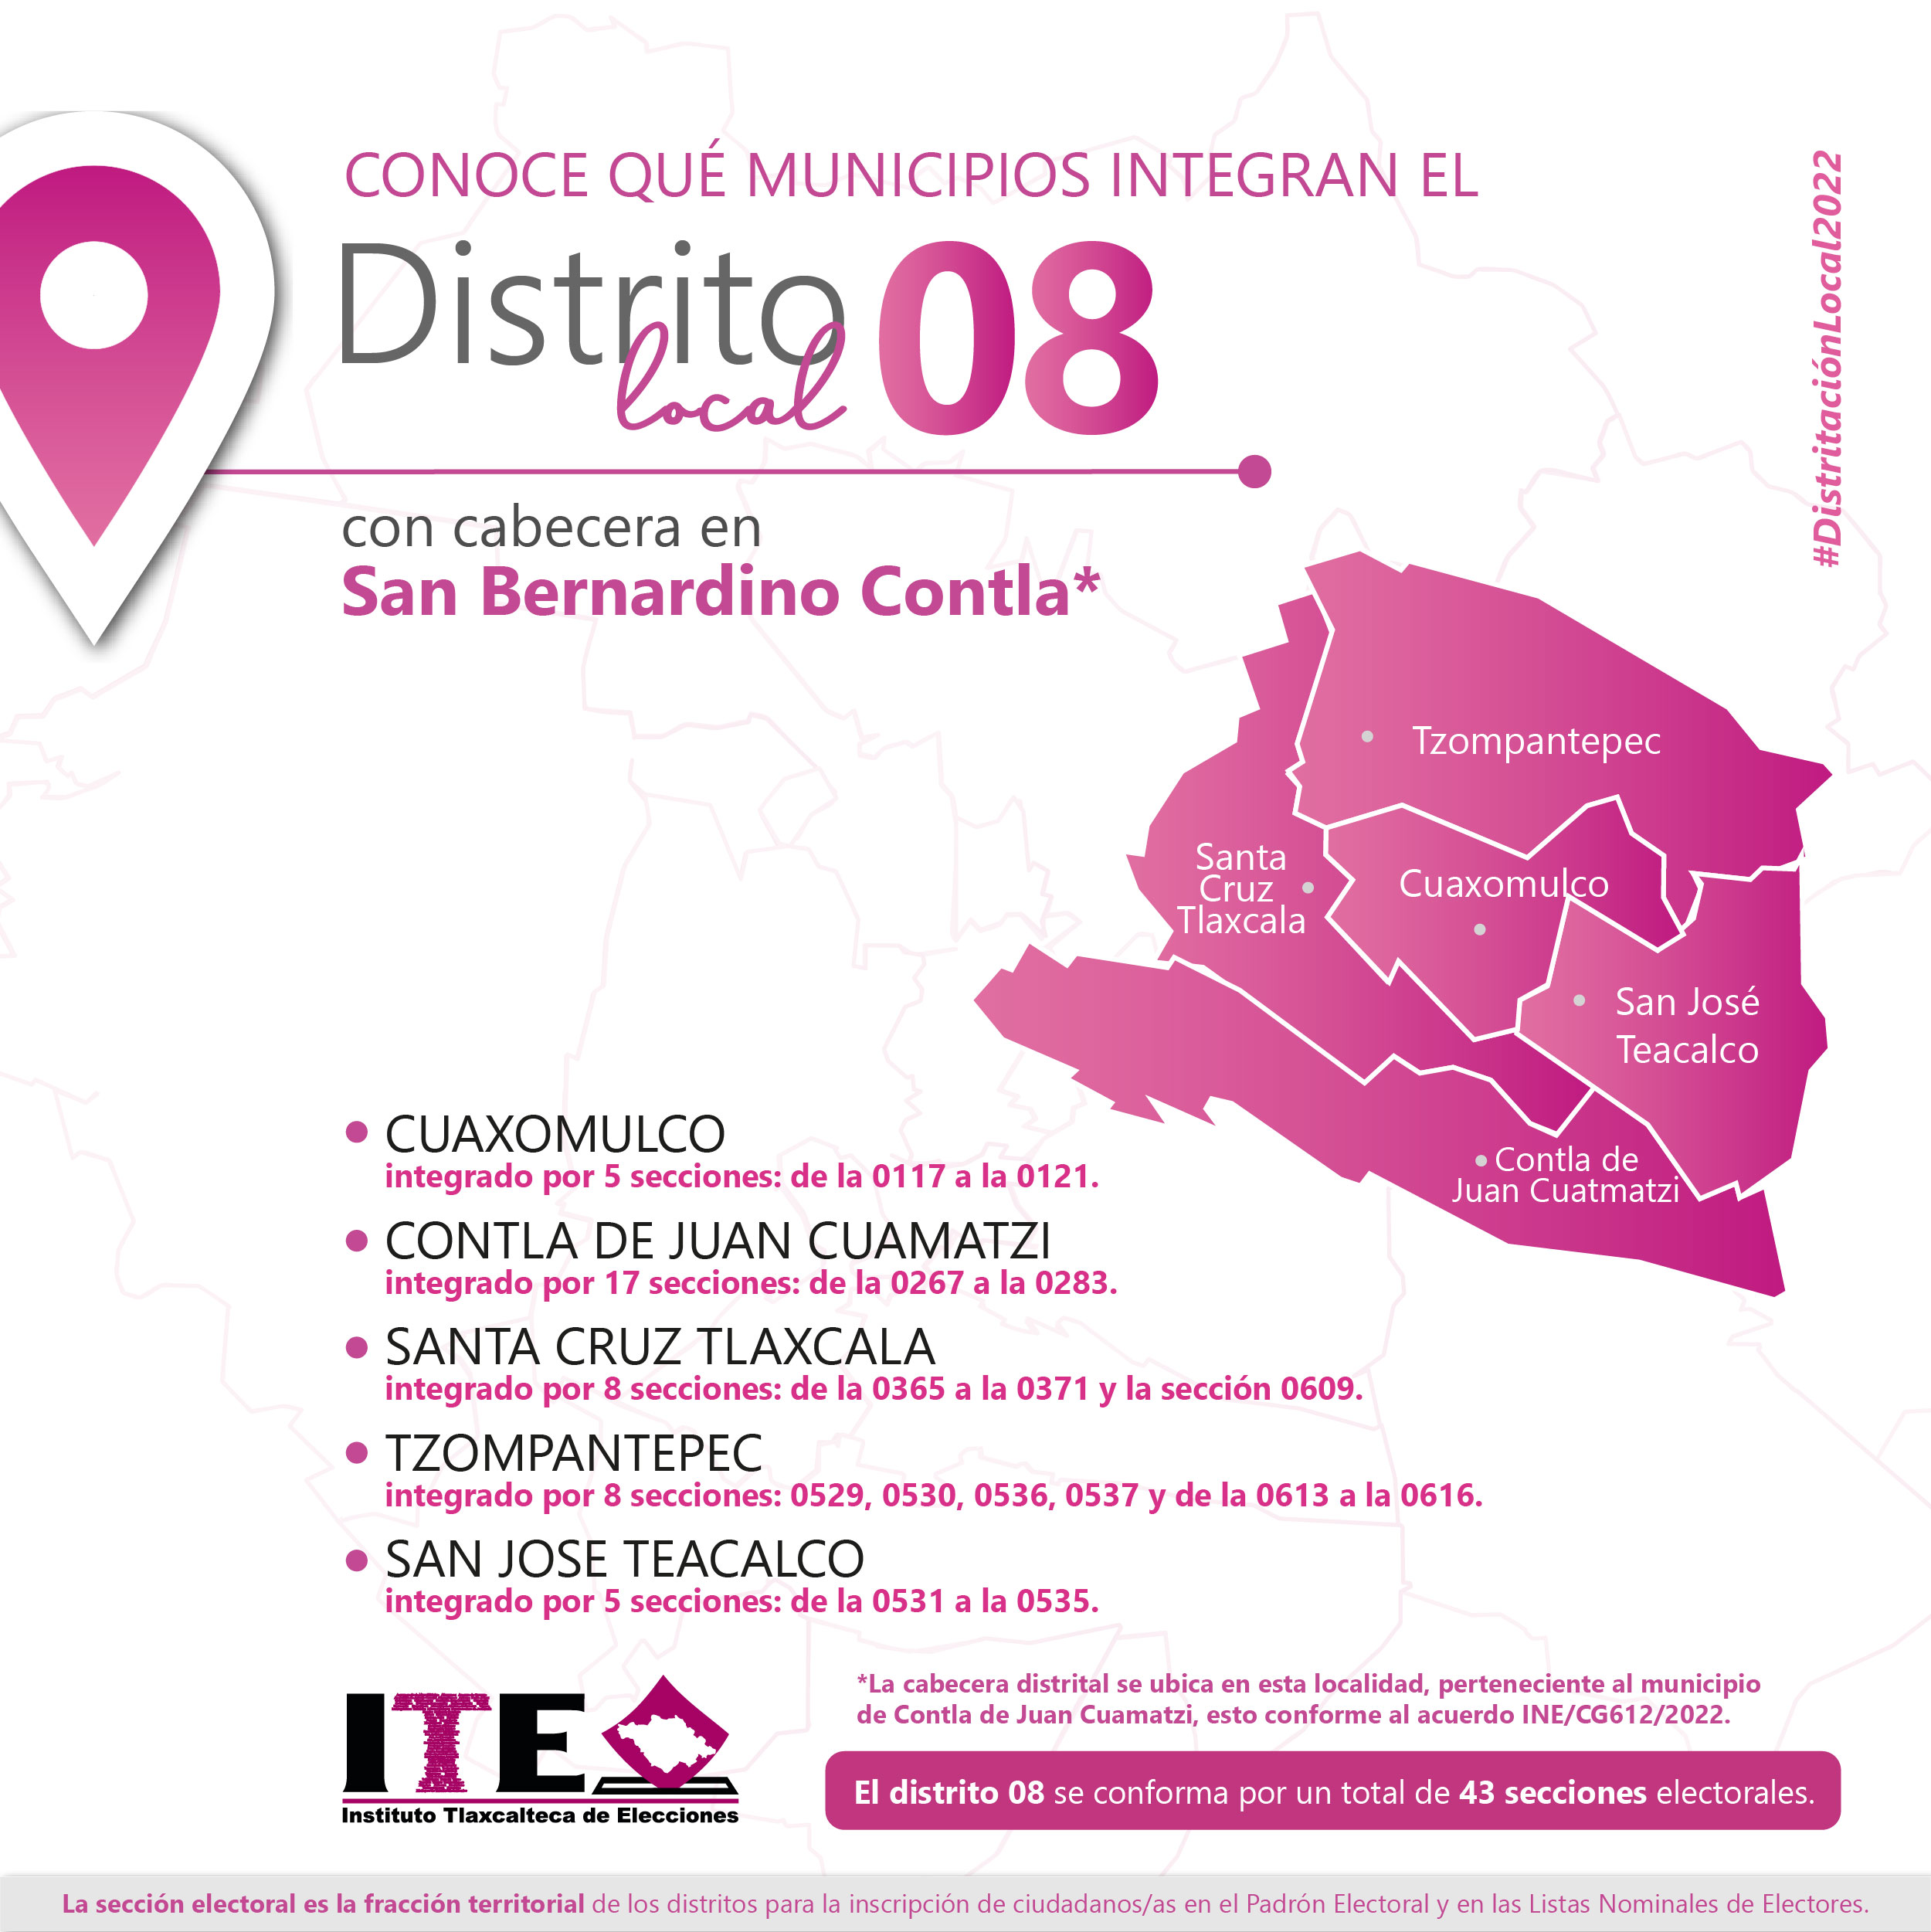 CONOCE QUÉ MUNICIPIOS INTEGRAN EL
Distrito local 08
con cabecera en
San Bernardino Contla*
#DistritaciónLocal2022
Tzompantepec
Santa
Cruz
Tlaxcala
Cuaxomulco
San José
Teacalco
Contla de
Juan Cuatmatzi
CUAXOMULCO
integrado por 5 secciones: de la 0117 a la 0121.
CONTLA DE JUAN CUAMATZI
integrado por 17 secciones: de la 0267 a la 0283.
SANTA CRUZ TLAXCALA
integrado por 8 secciones: de la 0365 a la 0371 y la sección 0609.
TZOMPANTEPEC
integrado por 8 secciones: 0529, 0530, 0536, 0537 y de la 0613 a la 0616.
SAN JOSE TEACALCO
integrado por 5 secciones: de la 0531 a la 0535.
*La cabecera distrital se ubica en esta localidad, perteneciente al municipio
de Contla de Juan Cuamatzi, esto conforme al acuerdo INE/CG612/2022.
ITE
Instituto Tlaxcalteca de Elecciones
El distrito 08 se conforma por un total de 43 secciones electorales.
La sección electoral es la fracción territorial de los distritos para la inscripción de ciudadanos/as en el Padrón Electoral y en las Listas Nominales de Electores.